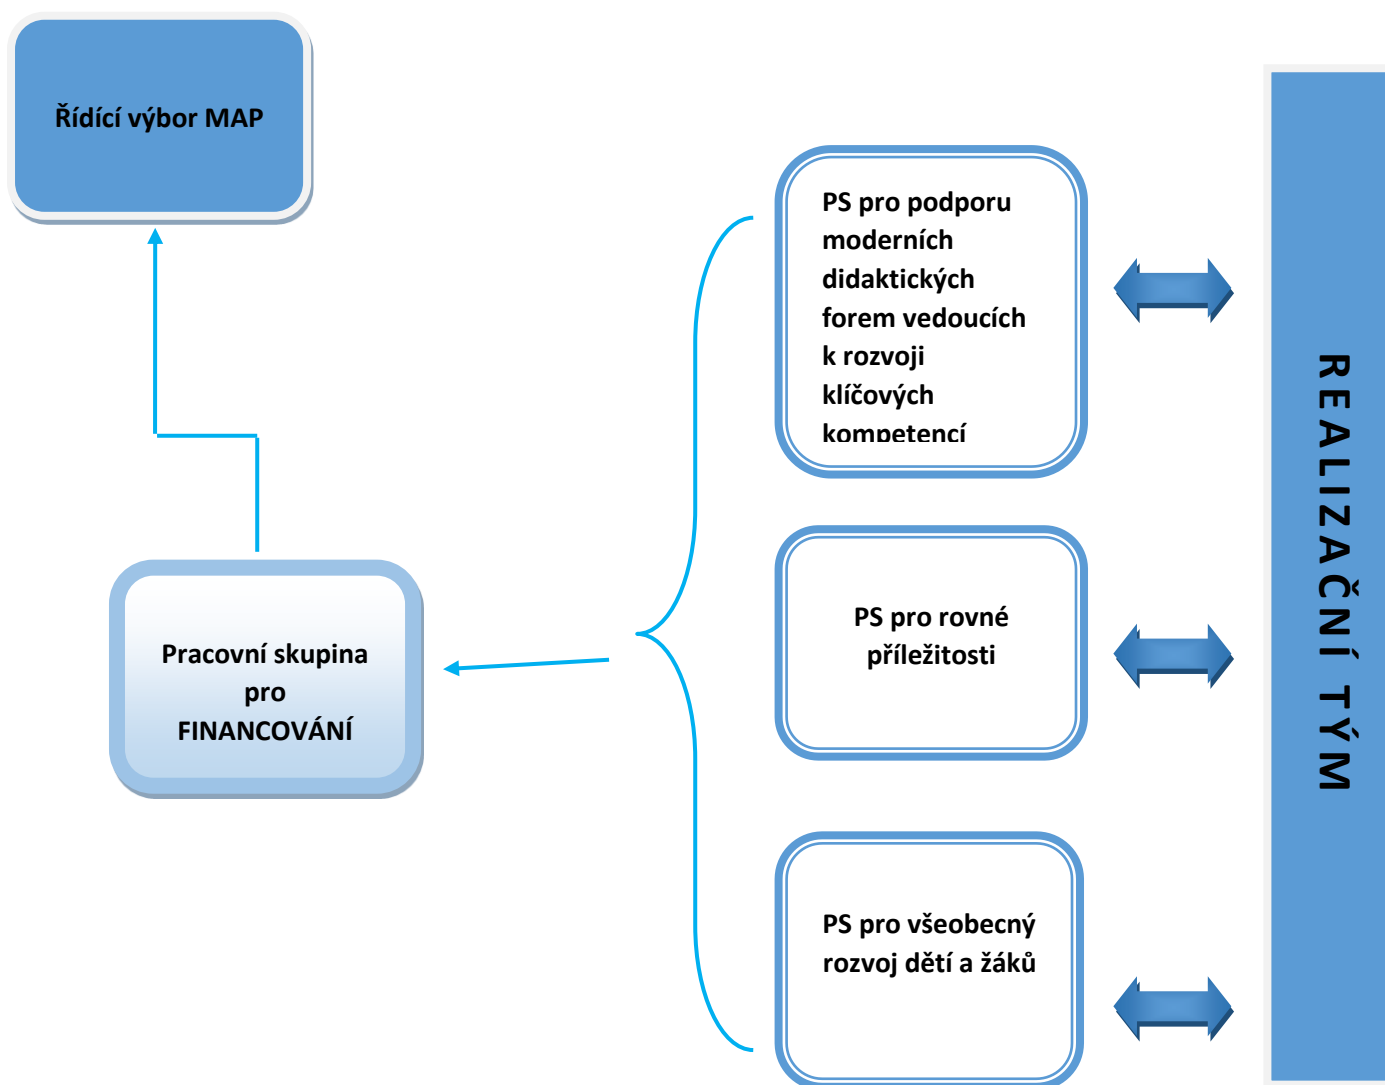 Řídící výbor MAP
PS pro podporu
moderních
didaktických
forem vedoucích
k rozvoji
klíčových
kompetencí
REALIZAČNÍ TÝM
PS pro rovné
příležitosti
Pracovní skupina
pro
FINANCOVÁNÍ
PS pro všeobecný
rozvoj dětí a žáků